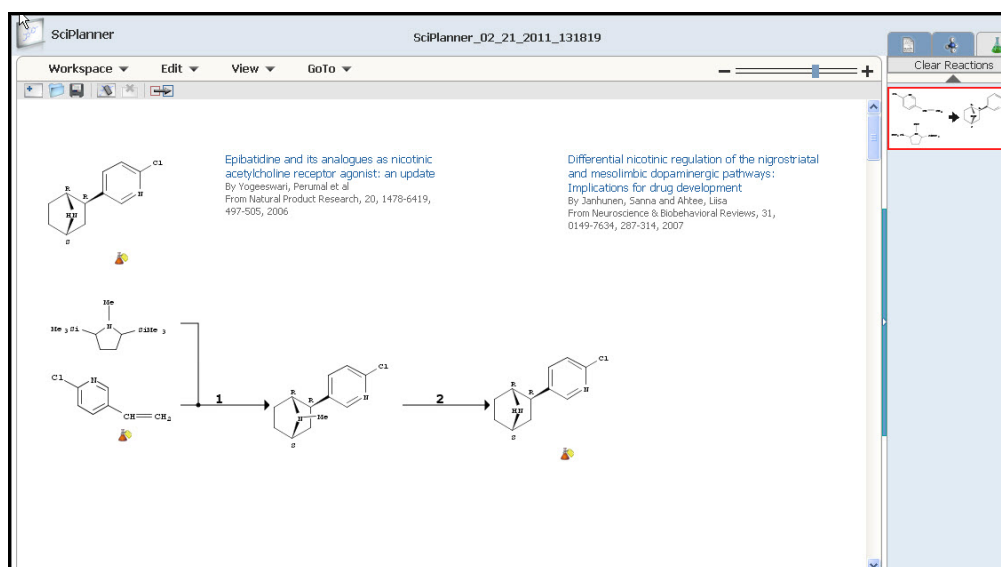 SciPlanner
SciPlanner_02_21_2011_131819
Workspace Edit View GoTo
Clear Reactions
Cl
R
R
N
HN
S
Epibatidine and its analogues as nicotinic
acetylcholine receptor agonist: an update
By Yogeeswari, Perumal et al
From Natural Product Research, 20, 1478-6419,
497-505, 2006
Differential nicotinic regulation of the nigrostriatal
and mesolimbic dopaminergic pathways:
Implications for drug development
By Janhunen, Sanna and Ahtee, Liisa
From Neuroscience & Biobehavioral Reviews, 31,
0149-7634, 287-314, 2007
Me
Me3Si N SiMe3
Cl N
CH CH2
1
Cl
R
R
N
N Me
S
2
Cl
R
R
N
HN
S